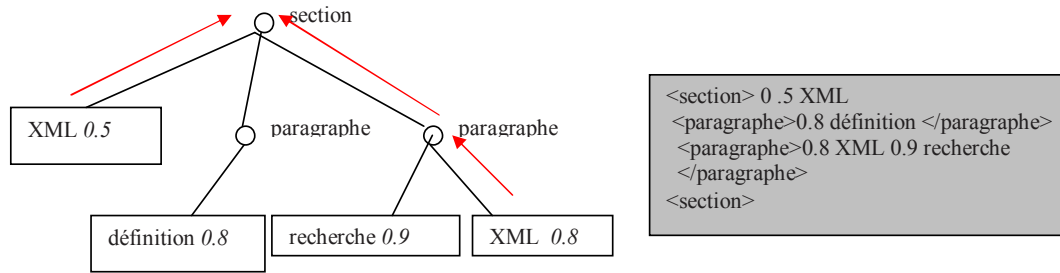 section
XML 0.5
paragraphe
paragraphe
définition 0.8
recherche 0.9
XML 0.8
<section> 0 .5 XML
<paragraphe>0.8 définition </paragraphe>
<paragraphe>0.8 XML 0.9 recherche
</paragraphe>
<section>